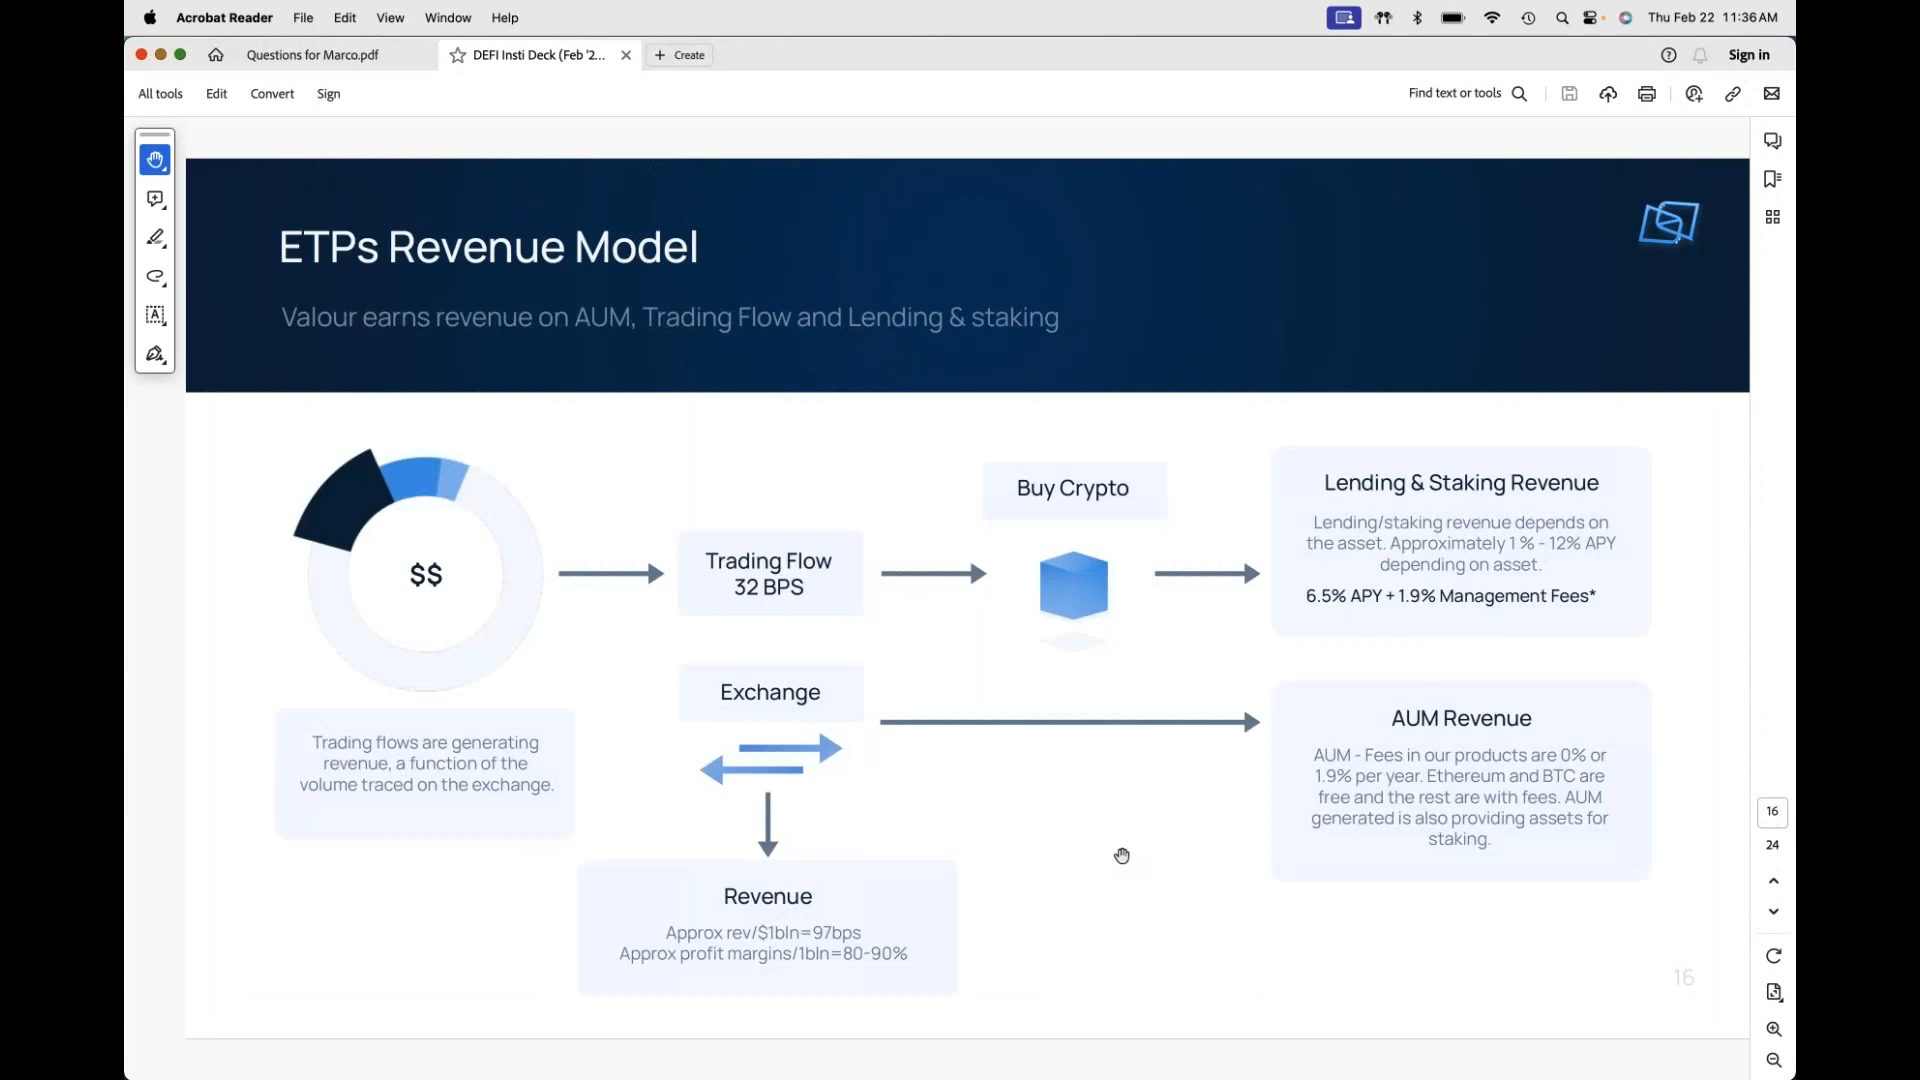 Acrobat Reader File Edit View Window Help
Thu Feb 22 11:36 AM
Questions for Marco.pdf
DEFI Insti Deck (Feb '2...
Create
Sign in
All tools Edit Convert Sign
Find text or tools
ETPs Revenue Model
Valour earns revenue on AUM, Trading Flow and Lending & staking
$$
Trading flows are generating
revenue, a function of the
volume traced on the exchange.
Trading Flow
32 BPS
Exchange
Revenue
Approx rev/$1bln=97bps
Approx profit margins/1bln=80-90%
Buy Crypto
Lending & Staking Revenue
Lending/staking revenue depends on
the asset. Approximately 1 % - 12% APY
depending on asset.
6.5% APY + 1.9% Management Fees*
AUM Revenue
AUM - Fees in our products are 0% or
1.9% per year. Ethereum and BTC are
free and the rest are with fees. AUM
generated is also providing assets for
staking.
16
16
24